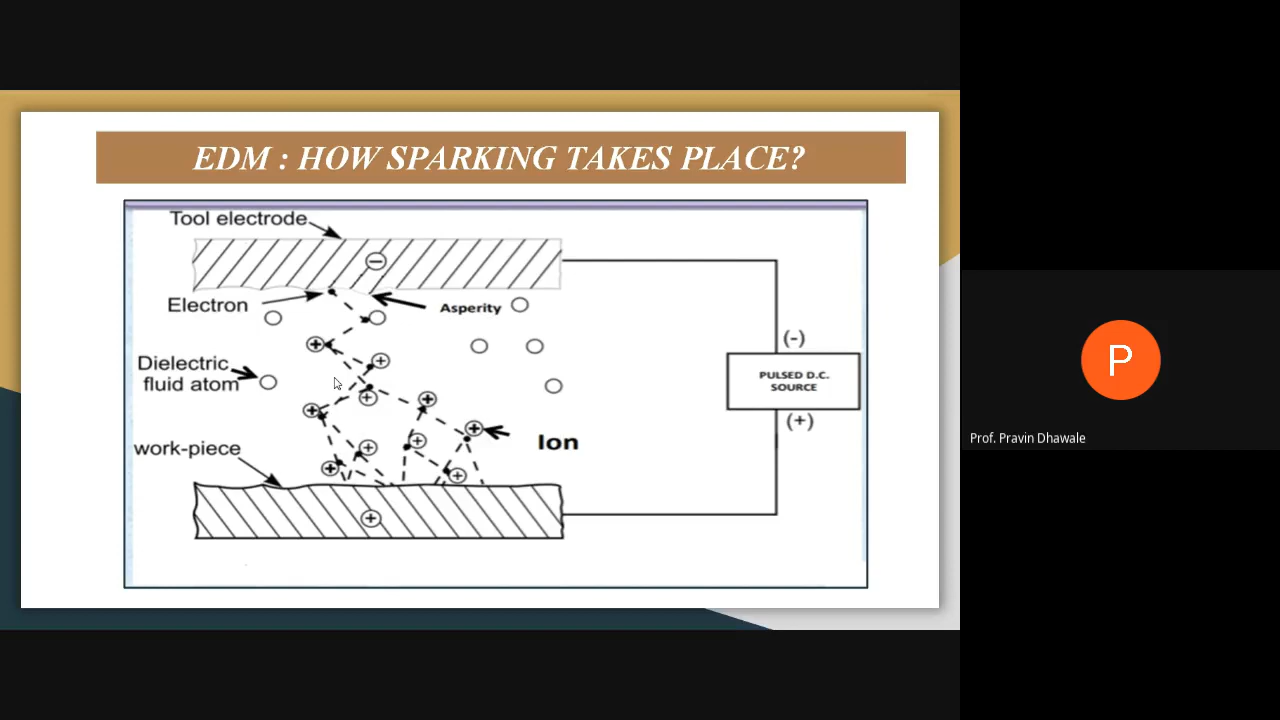 EDM : HOW SPARKING TAKES PLACE?
Tool electrode
Electron
Asperity
Dielectric
fluid atom
(-)
PULSED D.C.
SOURCE
(+)
Ion
work-piece
P
Prof. Pravin Dhawale